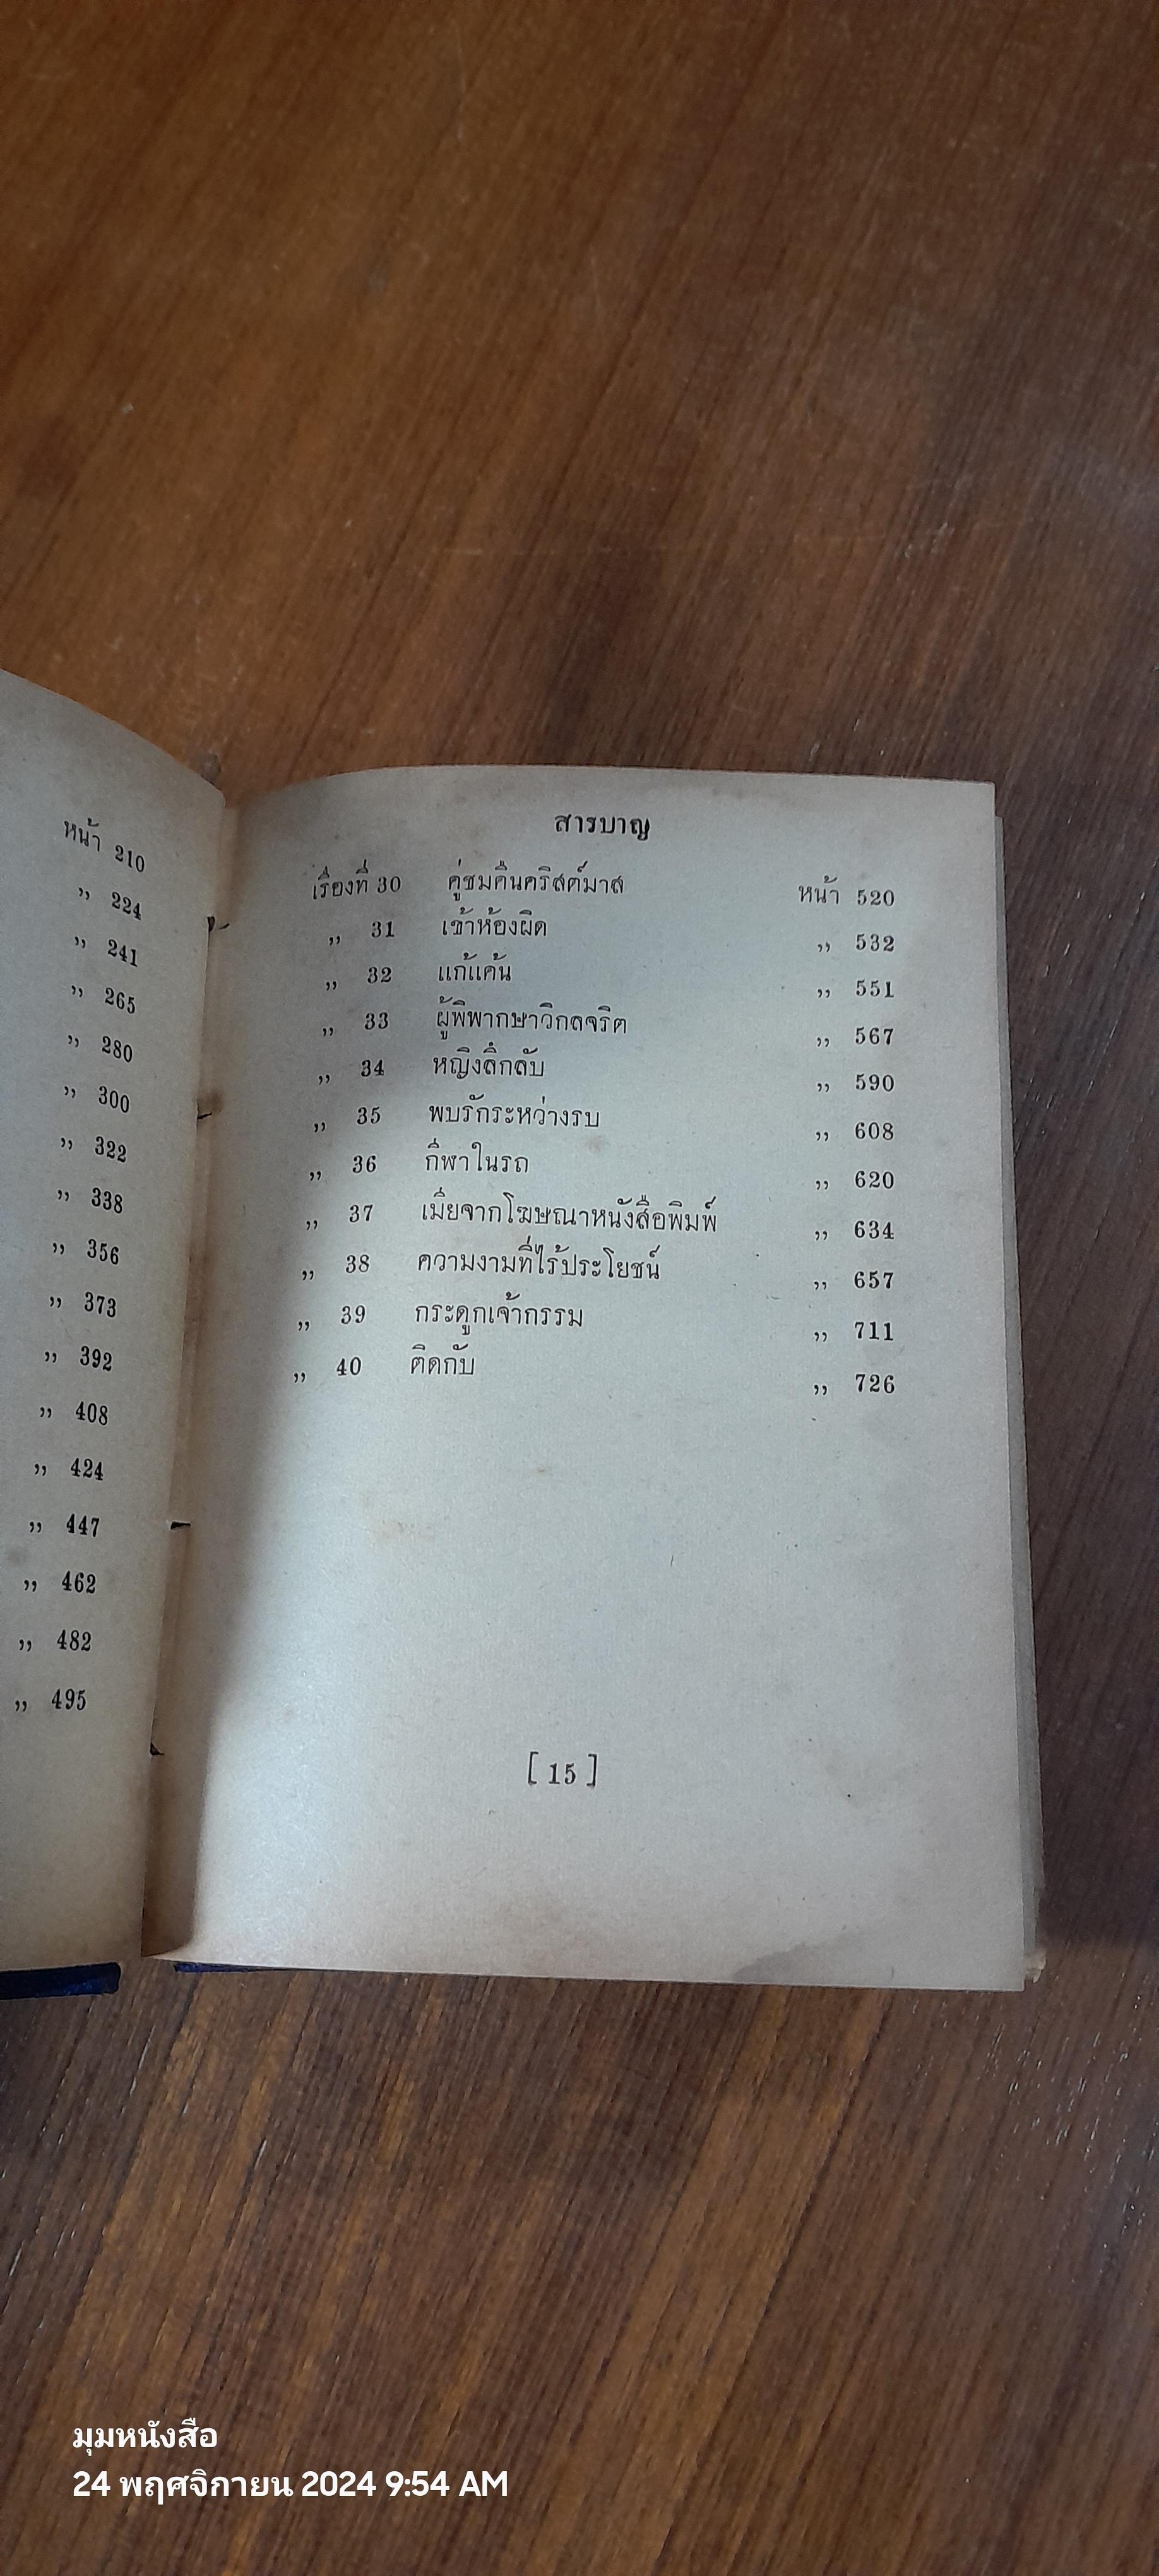 หน้า 210
,, 224
,, 241
,, 265
,, 280
,, 300
,, 322
,, 338
,, 356
,, 373
,, 392
,, 408
,, 424
,, 447
,, 462
,, 482
,, 495
สารบาญ
เรื่องที่ 30 คู่ชมคืนคริสต์มาส หน้า 520
,, 31 เข้าห้องผิด ,, 532
,, 32 แก้แค้น ,, 551
,, 33 ผู้พิพากษาวิกลจริต ,, 567
,, 34 หญิงลึกลับ ,, 590
,, 35 พบรักระหว่างรบ ,, 608
,, 36 กีฬาในรถ ,, 620
,, 37 เมียจากโฆษณาหนังสือพิมพ์ ,, 634
,, 38 ความงามที่ไร้ประโยชน์ ,, 657
,, 39 กระดูกเจ้ากรรม ,, 711
,, 40 ติดกับ ,, 726
[ 15 ]
มุมหนังสือ
24 พฤศจิกายน 2024 9:54 AM